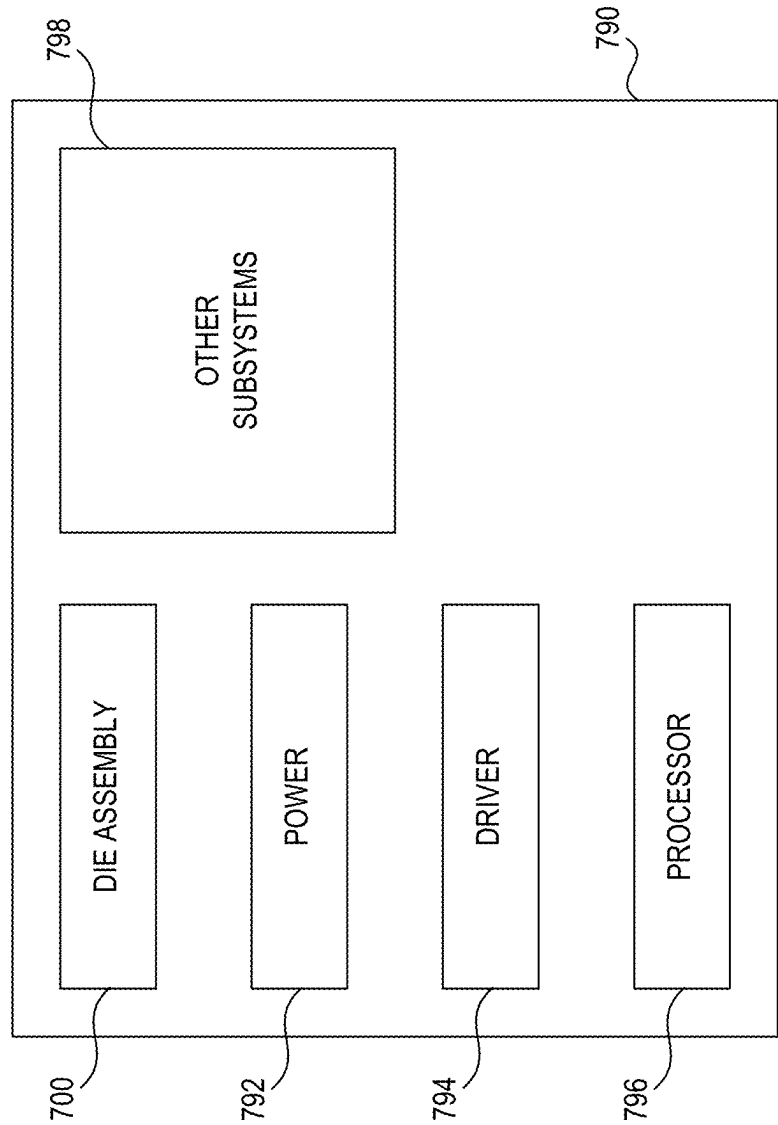 700
DIE ASSEMBLY
792
POWER
794
DRIVER
796
PROCESSOR
OTHER
SUBSYSTEMS
798
790